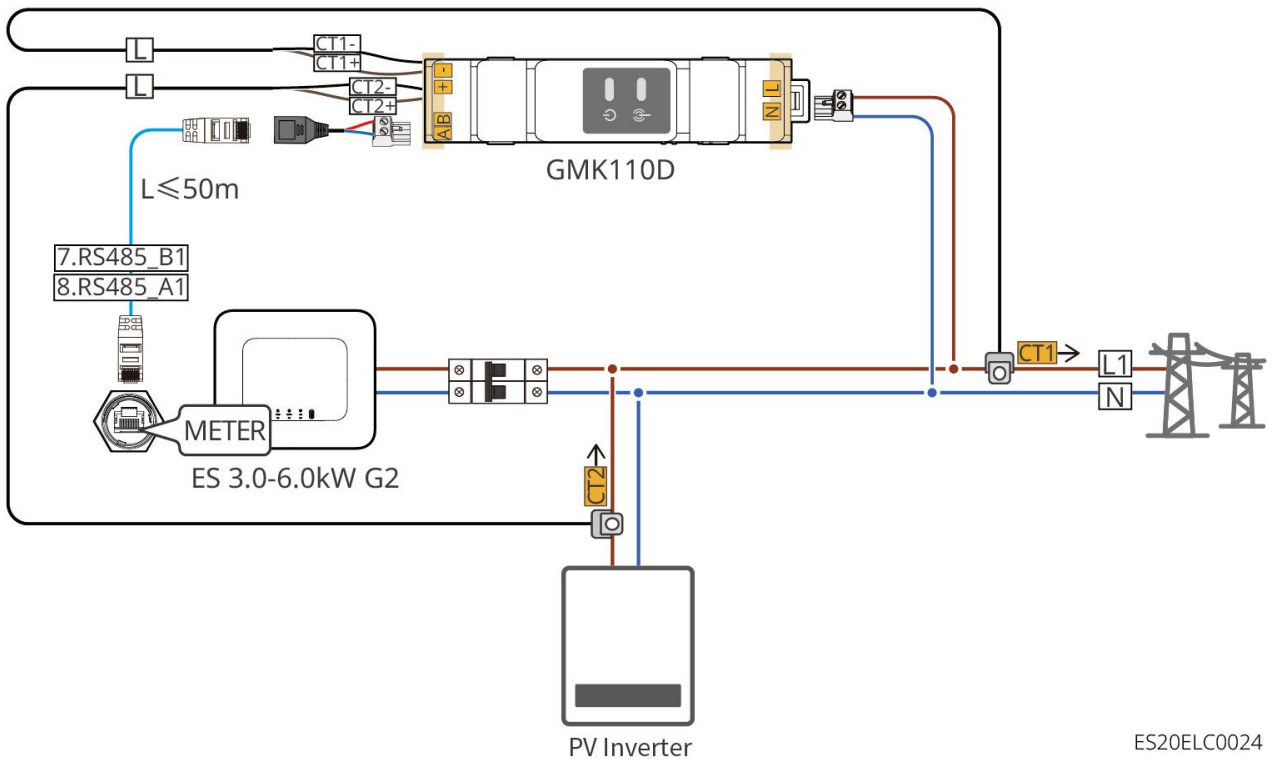 L
CT1-
CT1+
L
CT2-
CT2+
-
+
AB
L
N
GMK110D
L≤50m
7.RS485_B1
8.RS485_A1
METER
ES 3.0-6.0kW G2
CT1
L1
N
CT2
PV Inverter
ES20ELC0024